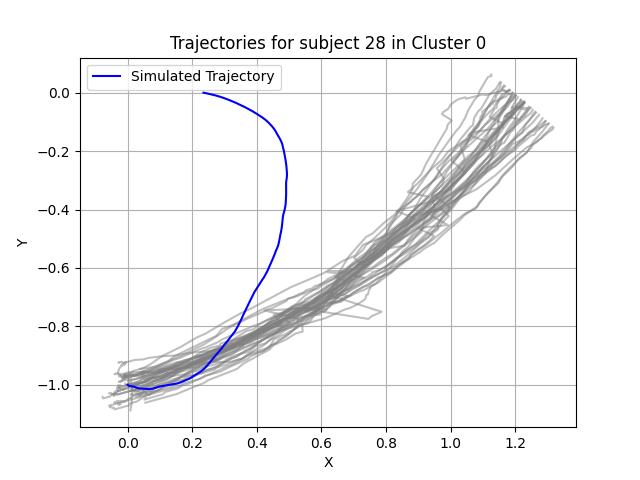 Trajectories for subject 28 in Cluster 0
Simulated Trajectory
0.0
−0.2
−0.4
−0.6
−0.8
−1.0
Y
0.0 0.2 0.4 0.6 0.8 1.0 1.2
X